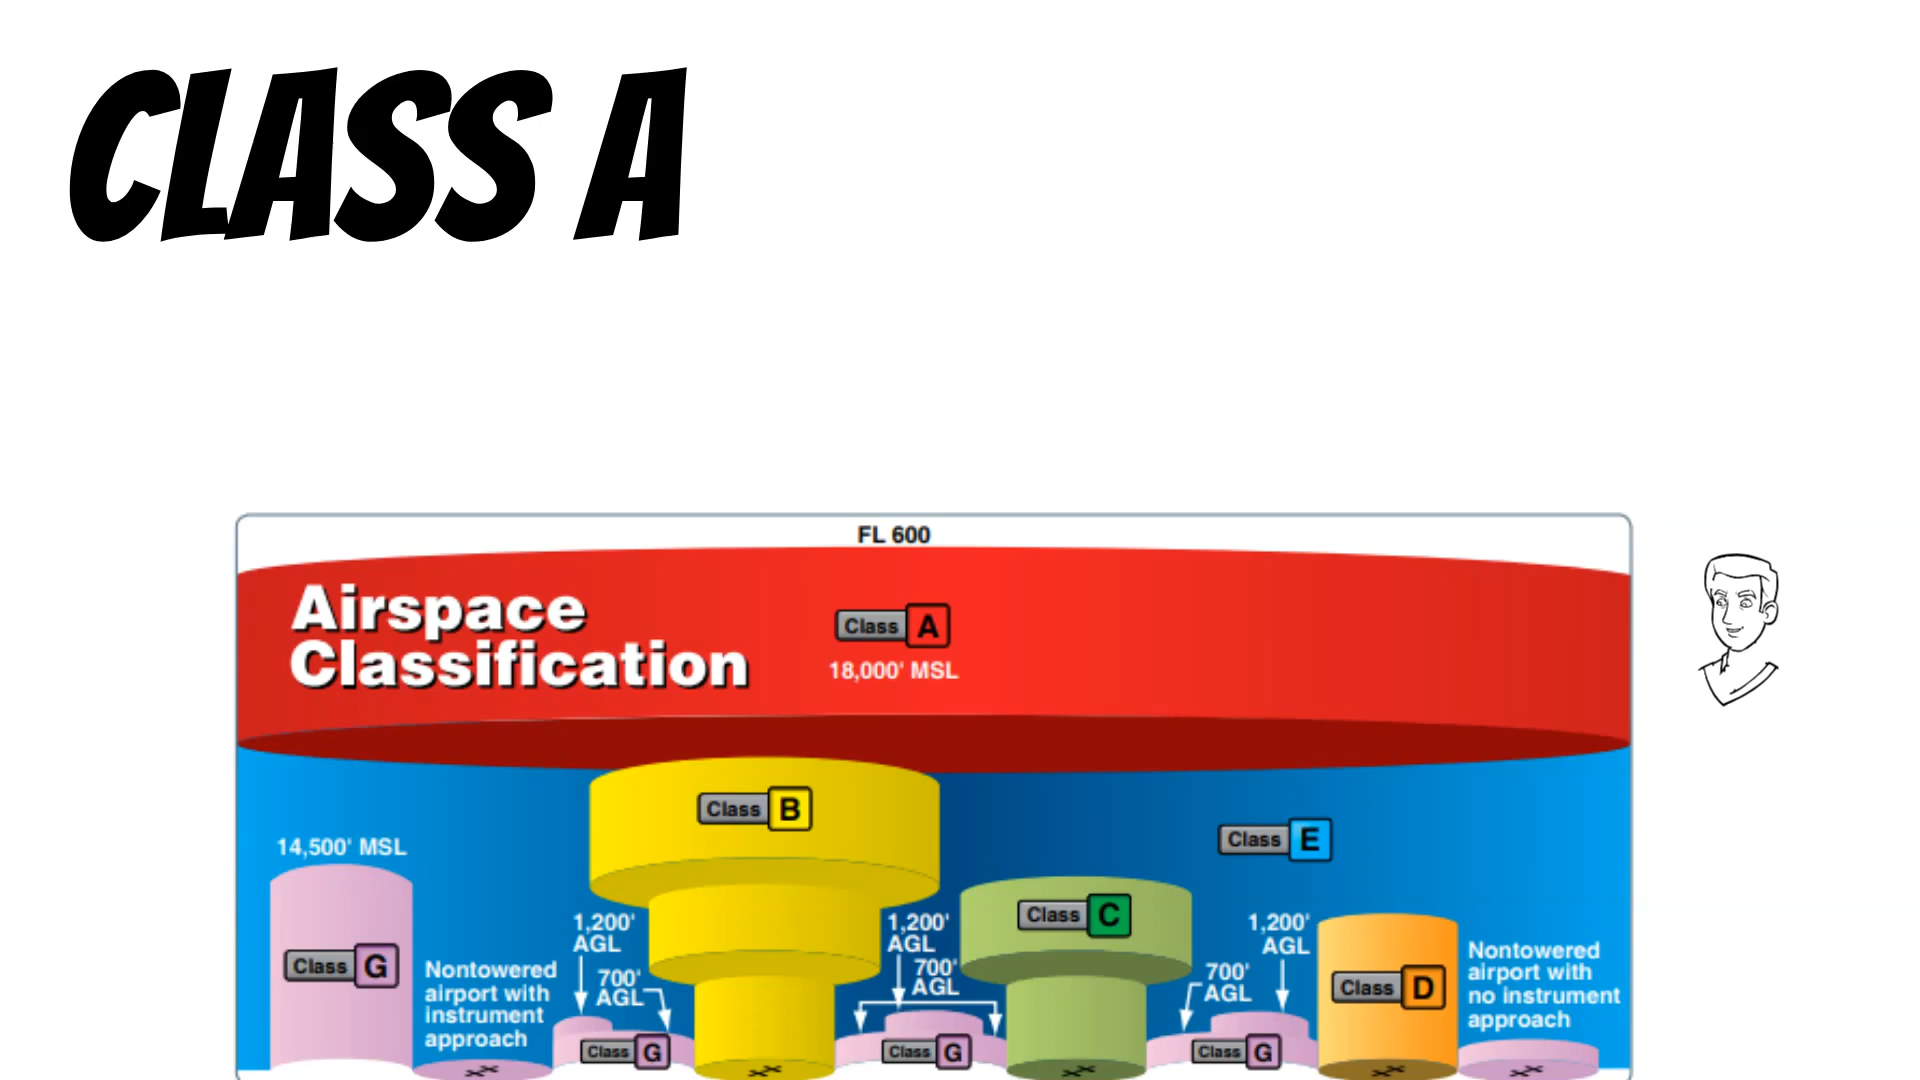 CLASS A
FL 600
Airspace
Classification
Class A
18,000' MSL
Class B
Class E
14,500' MSL
Class C
1,200'
AGL
1,200'
AGL
1,200'
AGL
700'
AGL
700'
AGL
700'
AGL
Class G
Nontowered
airport with
instrument
approach
Class D
Nontowered
airport with
no instrument
approach
Class G
Class G
Class G